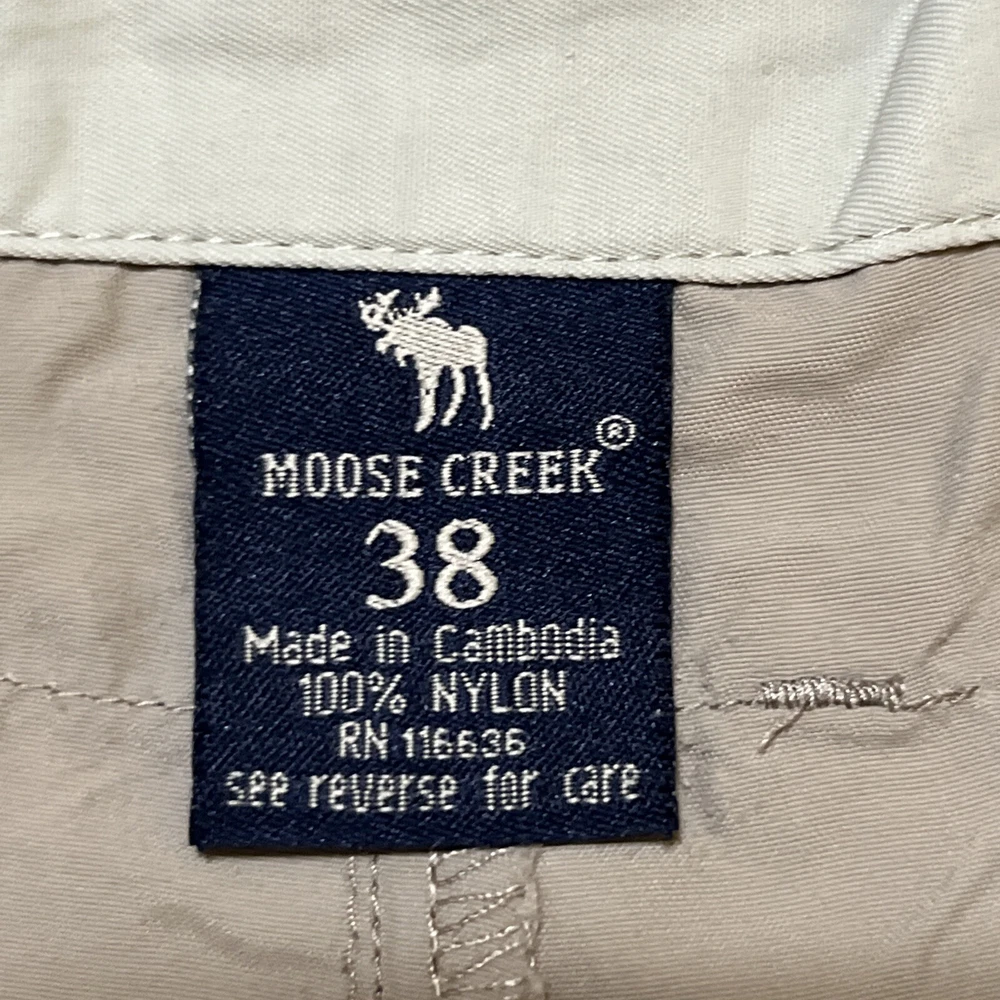 MOOSE CREEK®
38
Made in Cambodia
100% NYLON
RN 116636
see reverse for care